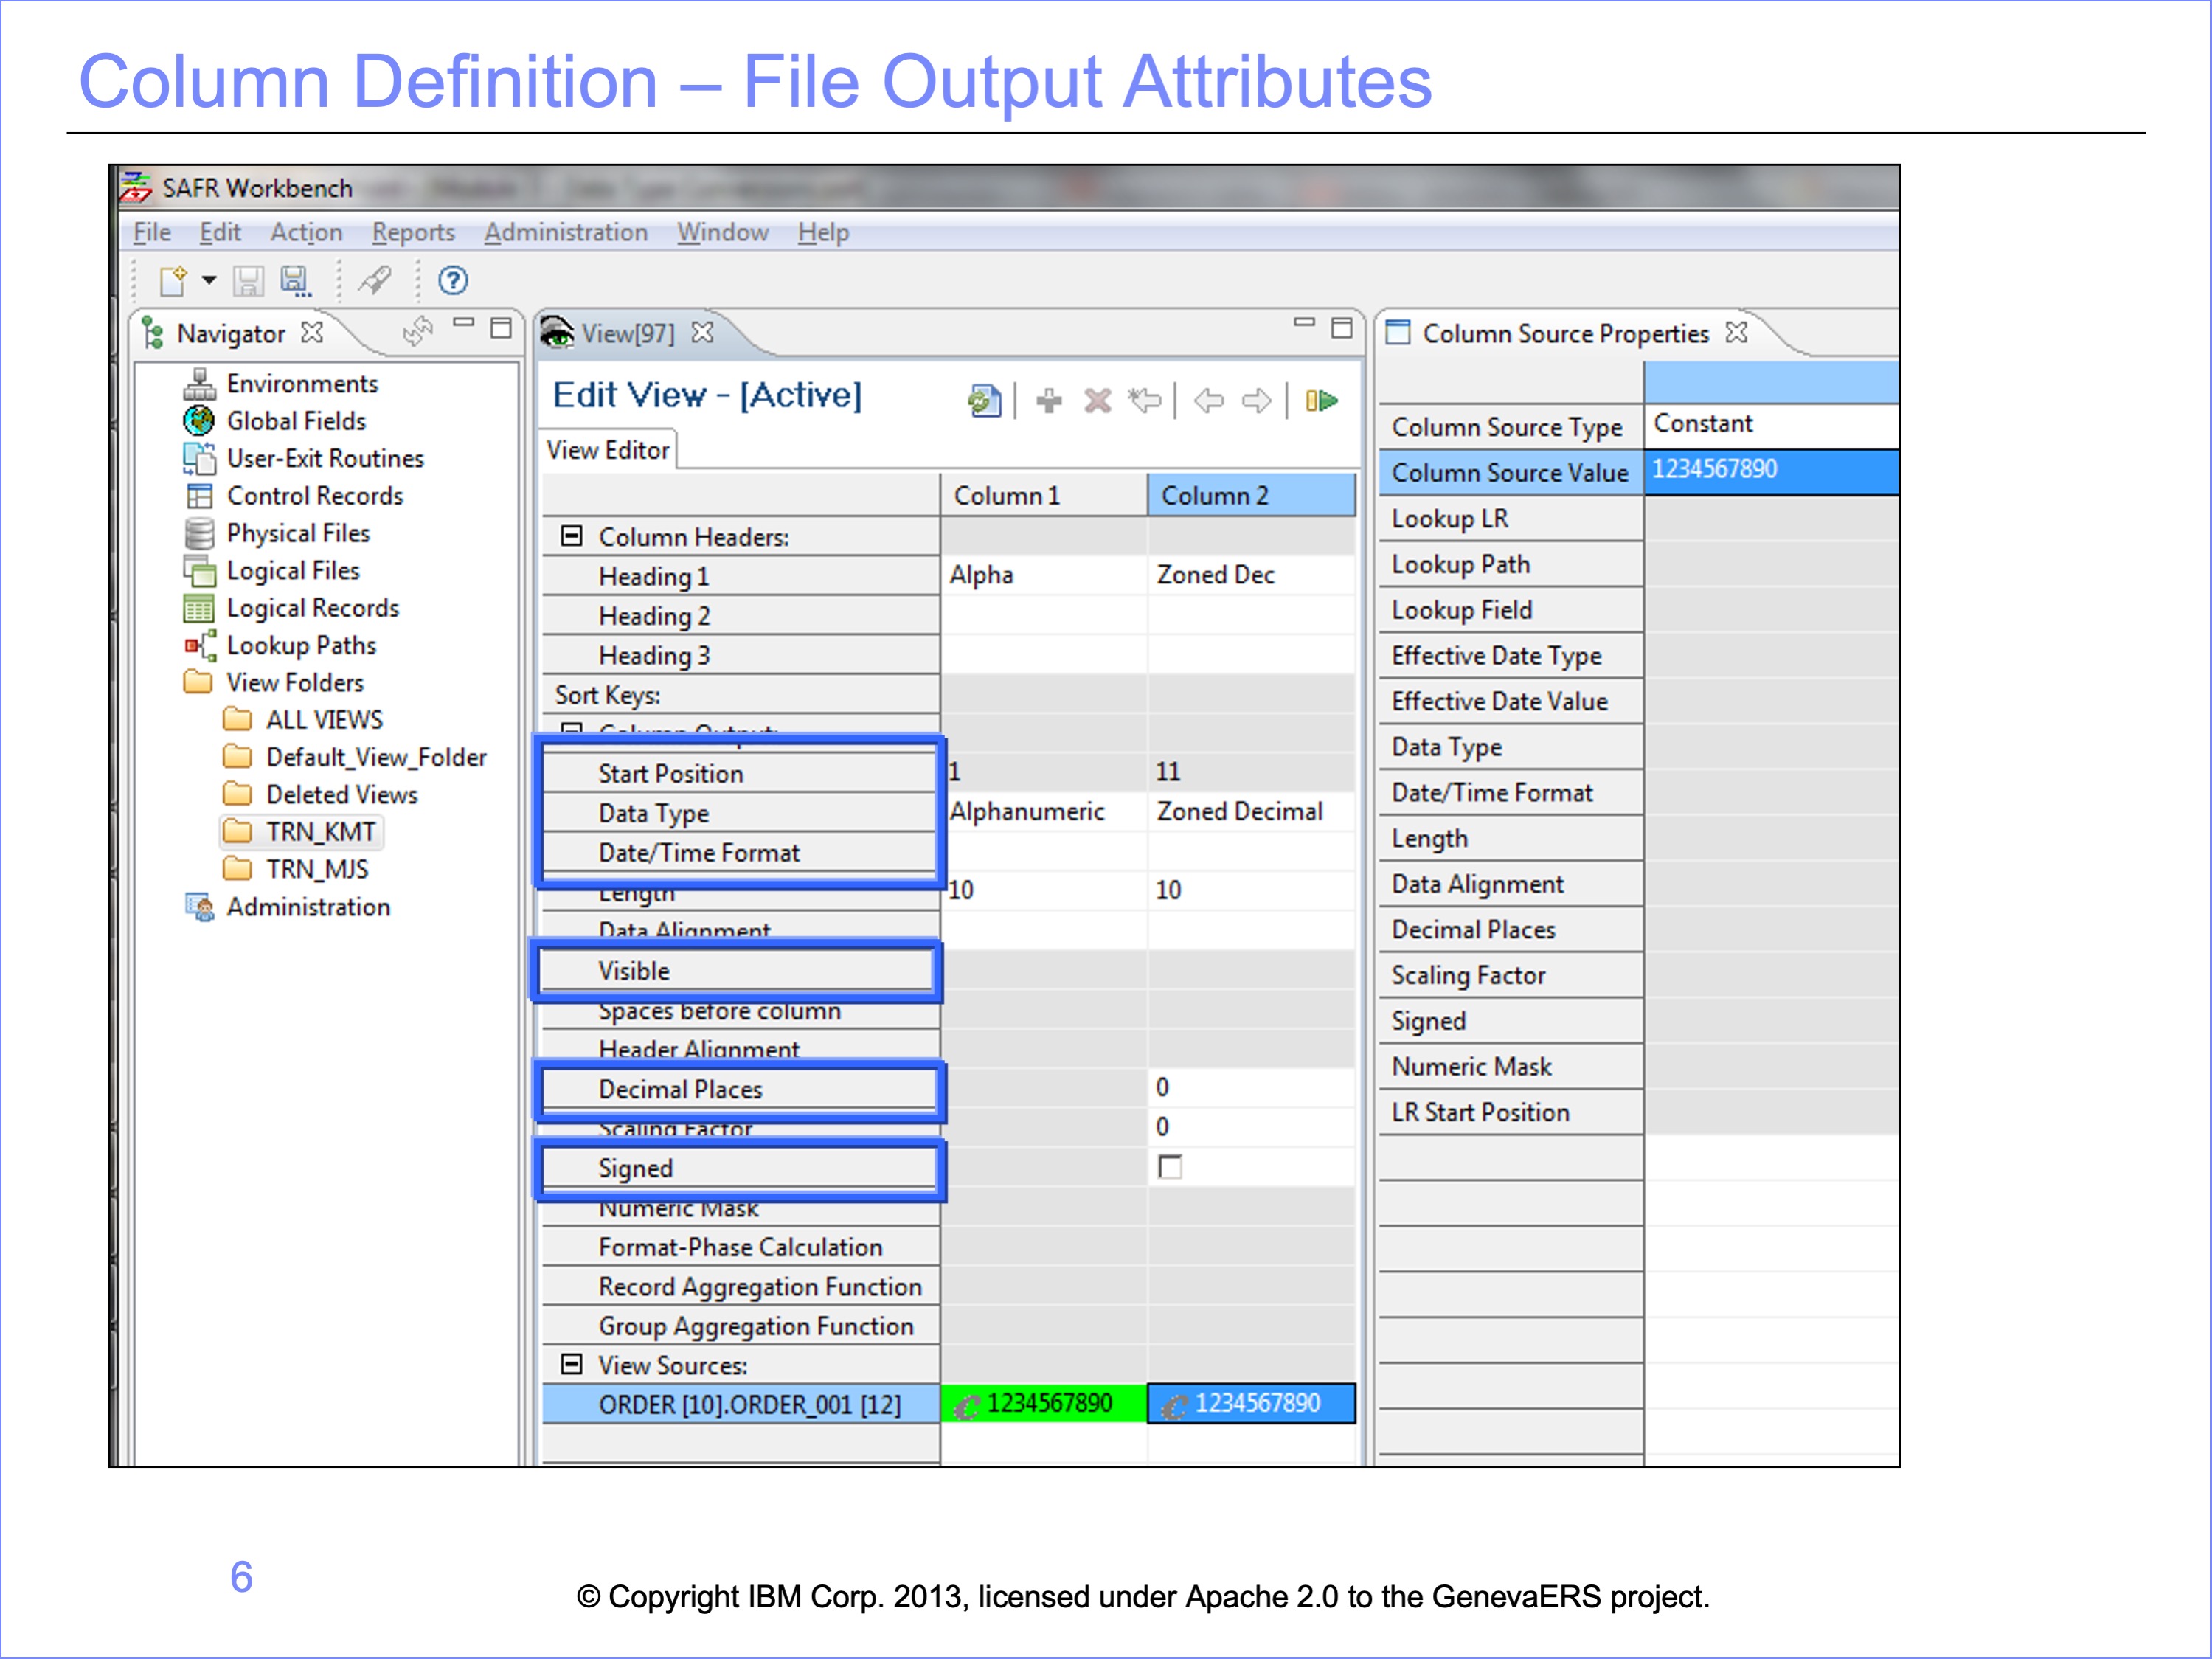 Column Definition – File Output Attributes
SAFR Workbench
File Edit Action Reports Administration Window Help
Navigator
Environments
Global Fields
User-Exit Routines
Control Records
Physical Files
Logical Files
Logical Records
Lookup Paths
View Folders
ALL VIEWS
Default_View_Folder
Deleted Views
TRN_KMT
TRN_MJS
Administration
View[97]
Edit View - [Active]
View Editor
Column 1 Column 2
Column Headers:
Heading 1 Alpha Zoned Dec
Heading 2
Heading 3
Sort Keys:
Column Output:
Start Position 1 11
Data Type Alphanumeric Zoned Decimal
Date/Time Format
Length 10 10
Data Alignment
Visible
Spaces before column
Header Alignment
Decimal Places 0
Scaling Factor 0
Signed
Numeric Mask
Format-Phase Calculation
Record Aggregation Function
Group Aggregation Function
View Sources:
ORDER [10].ORDER_001 [12] 1234567890 1234567890
Column Source Properties
Column Source Type Constant
Column Source Value 1234567890
Lookup LR
Lookup Path
Lookup Field
Effective Date Type
Effective Date Value
Data Type
Date/Time Format
Length
Data Alignment
Decimal Places
Scaling Factor
Signed
Numeric Mask
LR Start Position
6
© Copyright IBM Corp. 2013, licensed under Apache 2.0 to the GenevaERS project.